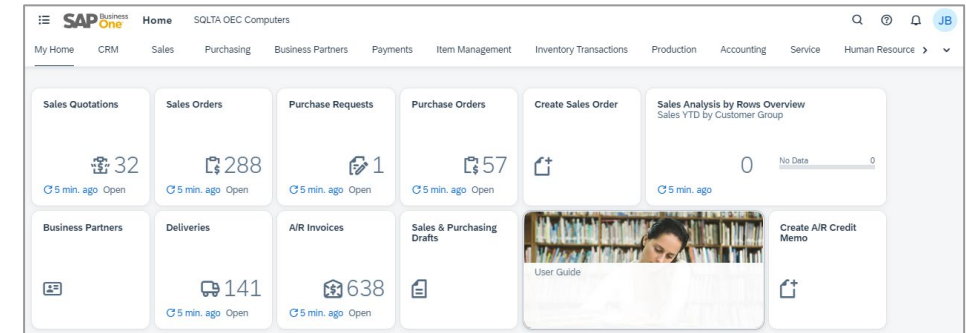 SAP Business One Home SQLTA OEC Computers JB
My Home CRM Sales Purchasing Business Partners Payments Item Management Inventory Transactions Production Accounting Service Human Resource
Sales Quotations
32
5 min. ago Open
Sales Orders
288
5 min. ago Open
Purchase Requests
1
5 min. ago Open
Purchase Orders
57
5 min. ago Open
Create Sales Order
Sales Analysis by Rows Overview
Sales YTD by Customer Group
0 No Data 0
5 min. ago
Business Partners
Deliveries
141
5 min. ago Open
A/R Invoices
638
5 min. ago Open
Sales & Purchasing
Drafts
User Guide
Create A/R Credit
Memo